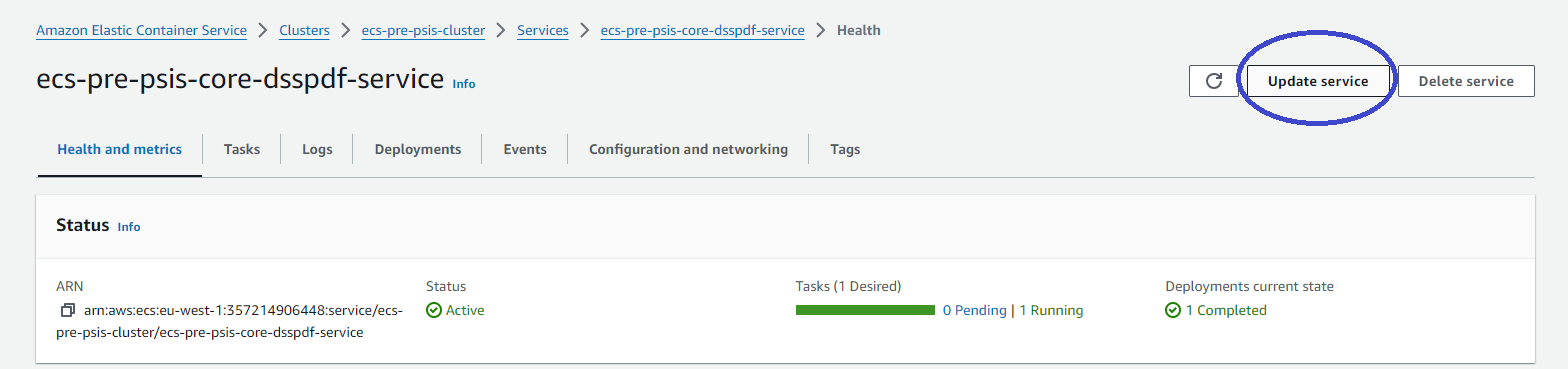 Amazon Elastic Container Service > Clusters > ecs-pre-psis-cluster > Services > ecs-pre-psis-core-dsspdf-service > Health
ecs-pre-psis-core-dsspdf-service Info
Update service
Delete service
Health and metrics Tasks Logs Deployments Events Configuration and networking Tags
Status Info
ARN
arn:aws:ecs:eu-west-1:357214906448:service/ecs-
pre-psis-cluster/ecs-pre-psis-core-dsspdf-service
Status
Active
Tasks (1 Desired)
0 Pending | 1 Running
Deployments current state
1 Completed